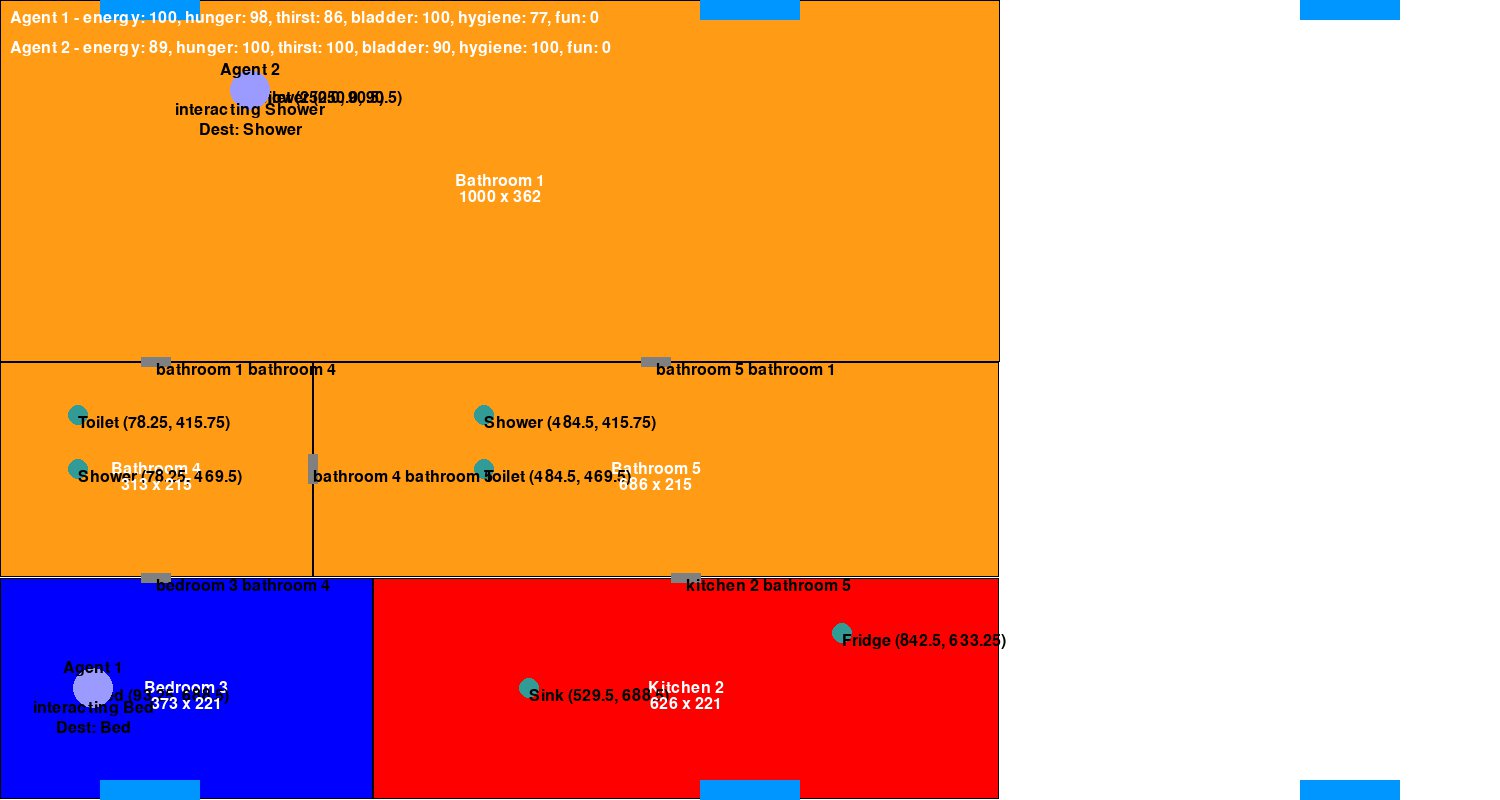 Agent 1 - energy: 100, hunger: 98, thirst: 86, bladder: 100, hygiene: 77, fun: 0
Agent 2 - energy: 89, hunger: 100, thirst: 100, bladder: 90, hygiene: 100, fun: 0
Agent 2
interacting Shower
Dest: Shower
Bathroom 1
1000 x 362
bathroom 1 bathroom 4
bathroom 5 bathroom 1
Toilet (78.25, 415.75)
Shower (484.5, 415.75)
Bathroom 4
Shower (78.25, 469.5)
313 x 215
bathroom 4 bathroom 5
Bathroom 5
Toilet (484.5, 469.5)
686 x 215
bedroom 3 bathroom 4
kitchen 2 bathroom 5
Fridge (842.5, 633.25)
Agent 1
Bedroom 3
373 x 221
interacting Bed
Dest: Bed
Kitchen 2
Sink (529.5, 688.5)
626 x 221